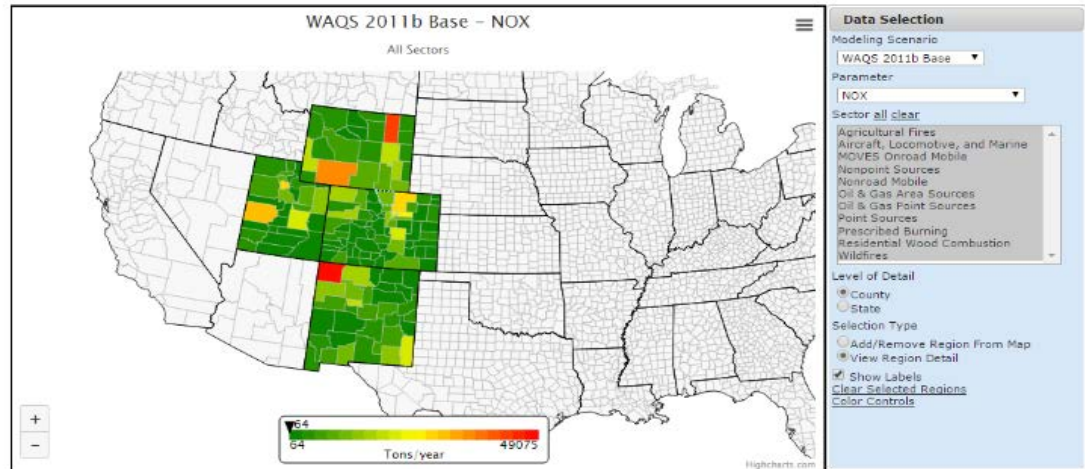 WAQS 2011b Base - NOX
All Sectors
64
64
49075
Tons/year
+
−
Highcharts.com
Data Selection
Modeling Scenario
WAQS 2011b Base
Parameter
NOX
Sector all clear
Agricultural Fires
Aircraft, Locomotive, and Marine
MOVES Onroad Mobile
Nonpoint Sources
Nonroad Mobile
Oil & Gas Area Sources
Oil & Gas Point Sources
Point Sources
Prescribed Burning
Residential Wood Combustion
Wildfires
Level of Detail
County
State
Selection Type
Add/Remove Region From Map
View Region Detail
Show Labels
Clear Selected Regions
Color Controls